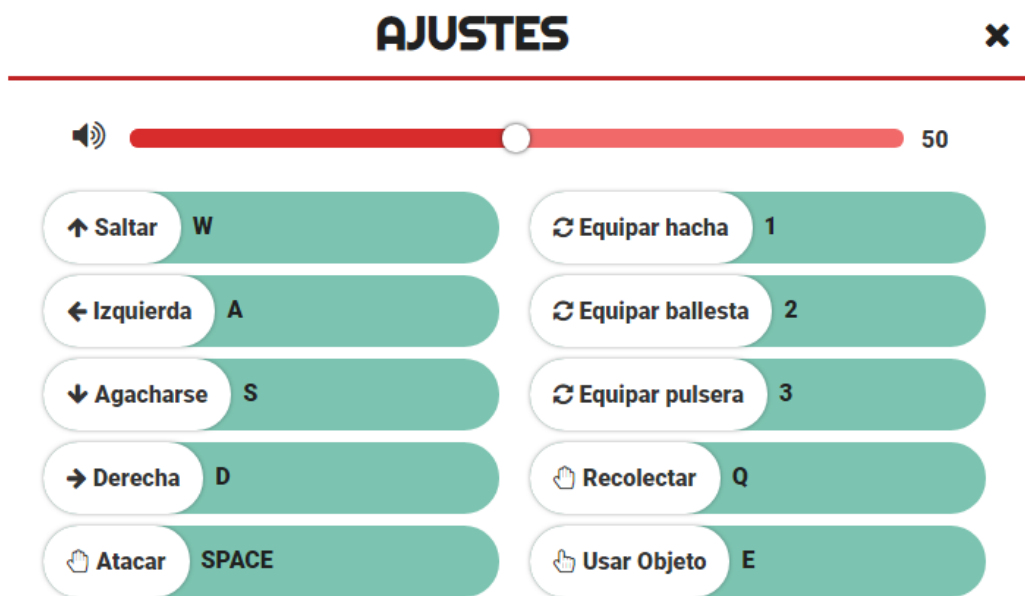 AJUSTES
50
Saltar W
Equipar hacha 1
Izquierda A
Equipar ballesta 2
Agacharse S
Equipar pulsera 3
Derecha D
Recolectar Q
Atacar SPACE
Usar Objeto E